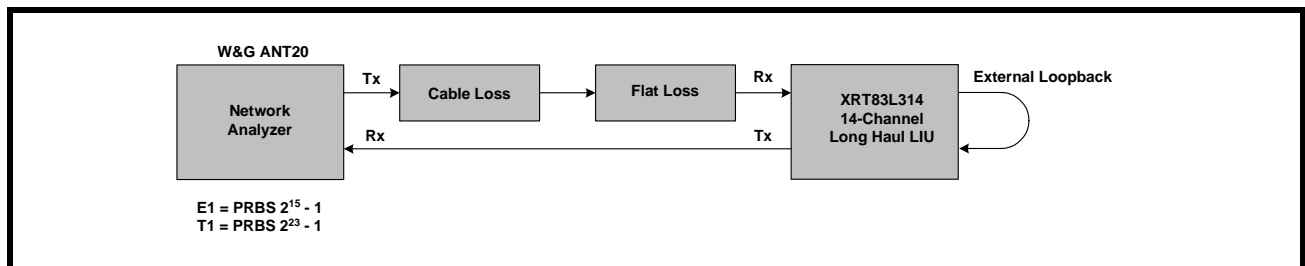 W&G ANT20
Network
Analyzer
Tx
Cable Loss
Flat Loss
Rx
XRT83L314
14-Channel
Long Haul LIU
External Loopback
Rx
Tx
E1 = PRBS 2¹⁵ - 1
T1 = PRBS 2²³ - 1